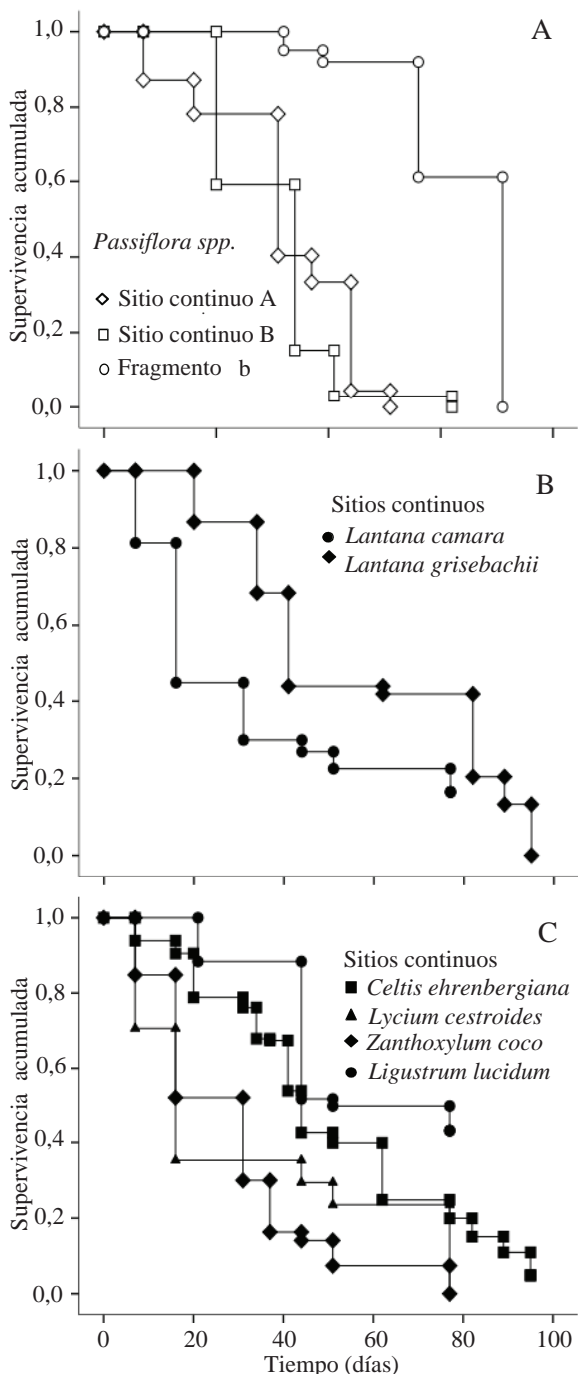 A
Supervivencia acumulada
1,0
0,8
0,6
0,4
0,2
0,0
Passiflora spp.
Sitio continuo A
Sitio continuo B
Fragmento b
B
Supervivencia acumulada
1,0
0,8
0,6
0,4
0,2
0,0
Sitios continuos
Lantana camara
Lantana grisebachii
C
Supervivencia acumulada
1,0
0,8
0,6
0,4
0,2
0,0
Sitios continuos
Celtis ehrenbergiana
Lycium cestroides
Zanthoxylum coco
Ligustrum lucidum
0 20 40 60 80 100
Tiempo (días)